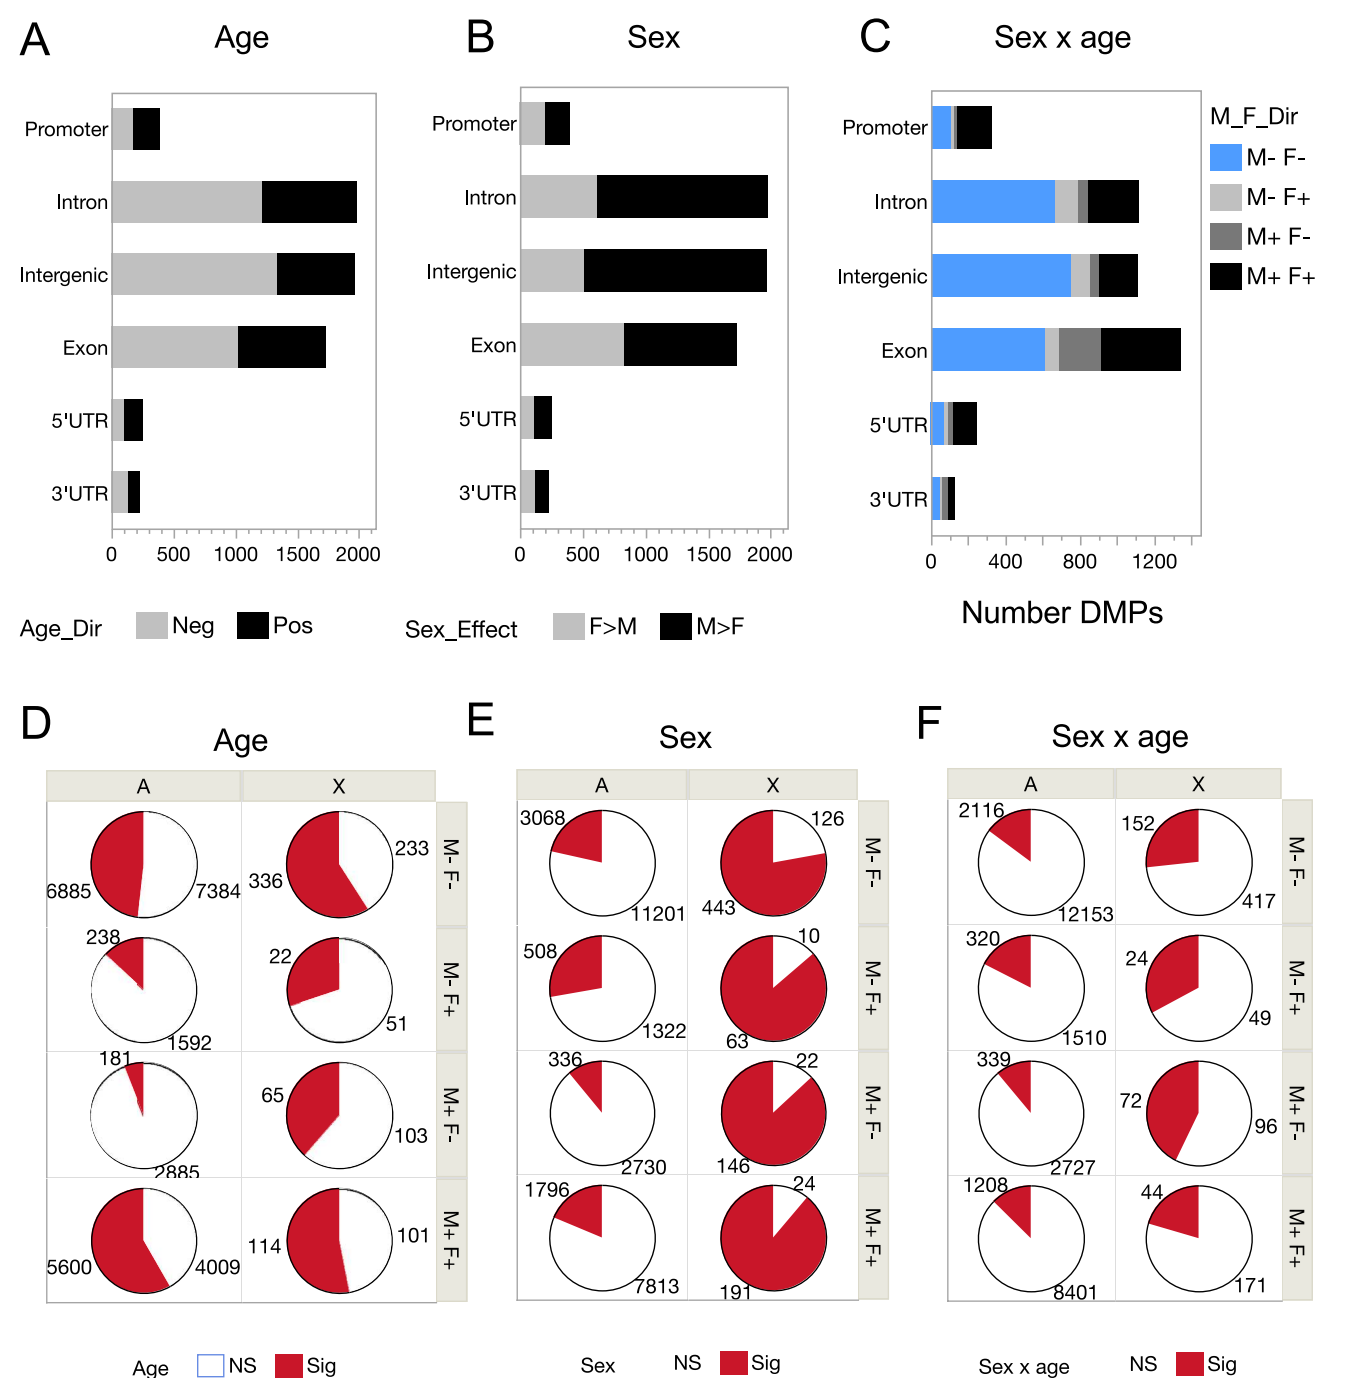 A Age
Promoter
Intron
Intergenic
Exon
5'UTR
3'UTR
0 500 1000 1500 2000
Age_Dir Neg Pos
B Sex
Promoter
Intron
Intergenic
Exon
5'UTR
3'UTR
0 500 1000 1500 2000
Sex_Effect F>M M>F
C Sex x age
Promoter
Intron
Intergenic
Exon
5'UTR
3'UTR
0 400 800 1200
Number DMPs
M_F_Dir
M- F-
M- F+
M+ F-
M+ F+
D Age
A X
6885 7384 336 233 M- F-
238 1592 22 51 M- F+
181 2885 65 103 M+ F-
5600 4009 114 101 M+ F+
Age NS Sig
E Sex
A X
3068 11201 443 126 M- F-
508 1322 63 10 M- F+
336 2730 146 22 M+ F-
1796 7813 191 24 M+ F+
Sex NS Sig
F Sex x age
A X
2116 12153 152 417 M- F-
320 1510 24 49 M- F+
339 2727 72 96 M+ F-
1208 8401 44 171 M+ F+
Sex x age NS Sig